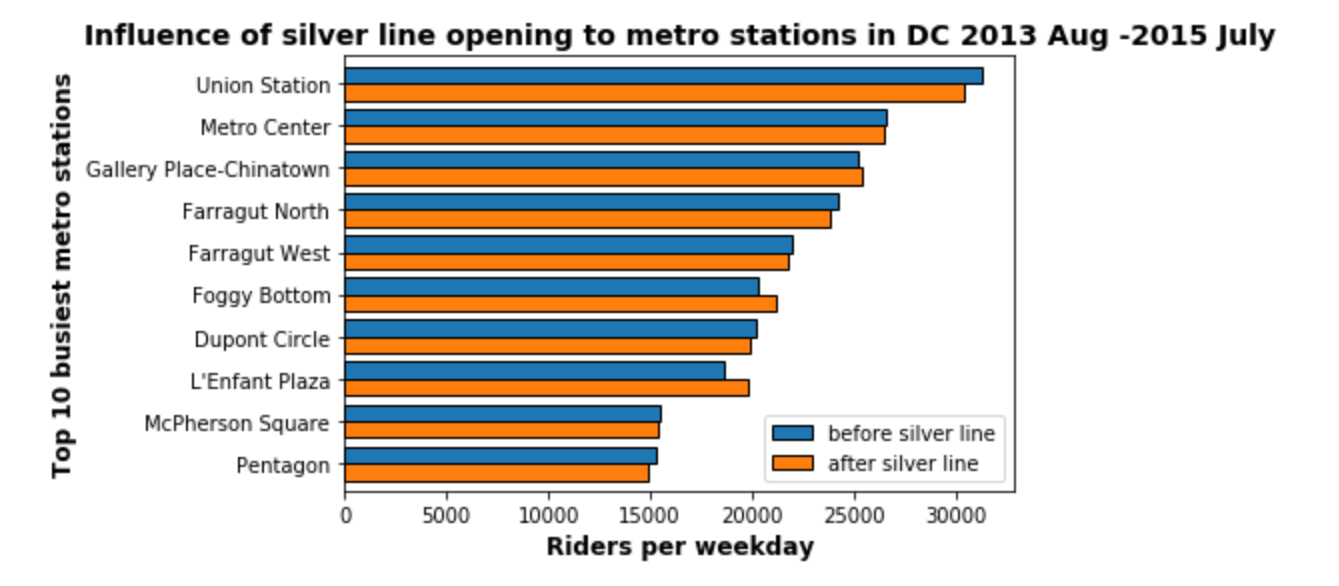 Influence of silver line opening to metro stations in DC 2013 Aug -2015 July
Top 10 busiest metro stations
Union Station
Metro Center
Gallery Place-Chinatown
Farragut North
Farragut West
Foggy Bottom
Dupont Circle
L'Enfant Plaza
McPherson Square
Pentagon
before silver line
after silver line
0 5000 10000 15000 20000 25000 30000
Riders per weekday